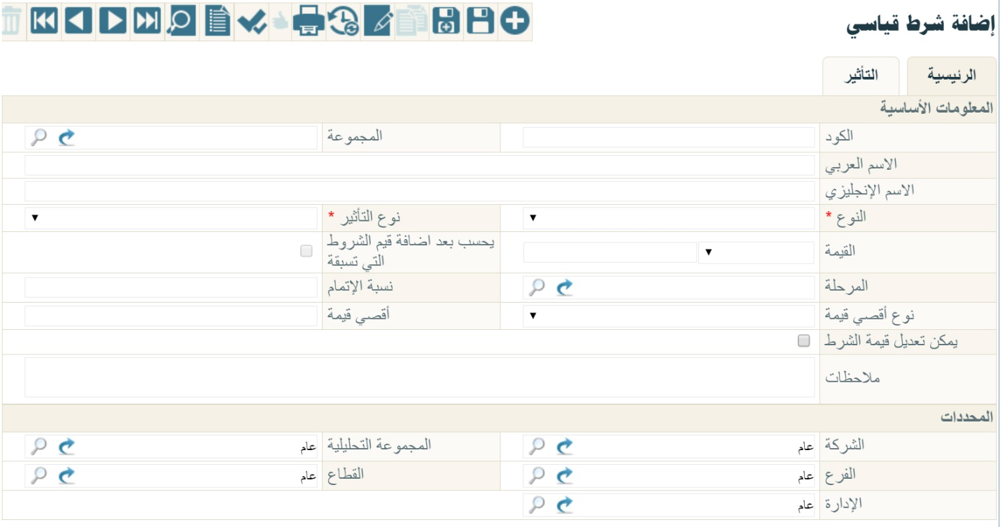 إضافة شرط قياسي
الرئيسية
التأثير
المعلومات الأساسية
الكود
المجموعة
الاسم العربي
الاسم الإنجليزي
النوع *
نوع التأثير *
القيمة
يحسب بعد اضافة قيم الشروط
التي تسبقة
المرحلة
نسبة الإتمام
نوع أقصي قيمة
أقصي قيمة
يمكن تعديل قيمة الشرط
ملاحظات
المحددات
الشركة عام
المجموعة التحليلية عام
الفرع عام
القطاع عام
الإدارة عام